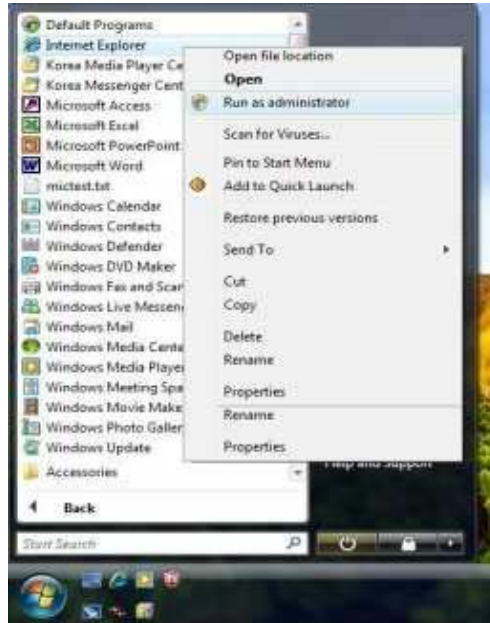 Default Programs
Internet Explorer
Korea Media Player Ce
Korea Messenger Cent
Microsoft Access
Microsoft Excel
Microsoft PowerPoint
Microsoft Word
mictest.txt
Windows Calendar
Windows Contacts
Windows Defender
Windows DVD Maker
Windows Fax and Scan
Windows Live Messen
Windows Mail
Windows Media Cente
Windows Media Player
Windows Meeting Spa
Windows Movie Make
Windows Photo Galler
Windows Update
Accessories
Back
Start Search
Open file location
Open
Run as administrator
Scan for Viruses...
Pin to Start Menu
Add to Quick Launch
Restore previous versions
Send To
Cut
Copy
Delete
Rename
Properties
Rename
Properties
Help and Support